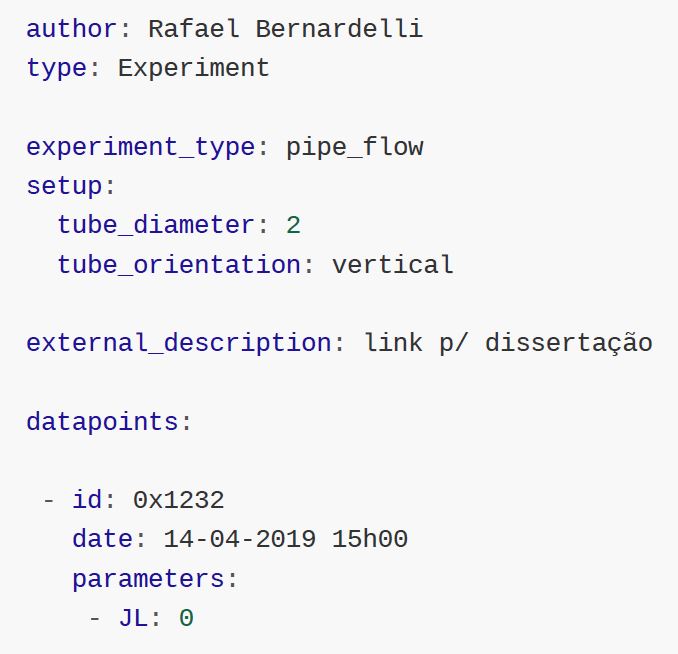 author: Rafael Bernardelli
type: Experiment
experiment_type: pipe_flow
setup:
tube_diameter: 2
tube_orientation: vertical
external_description: link p/ dissertação
datapoints:
- id: 0x1232
date: 14-04-2019 15h00
parameters:
- JL: 0